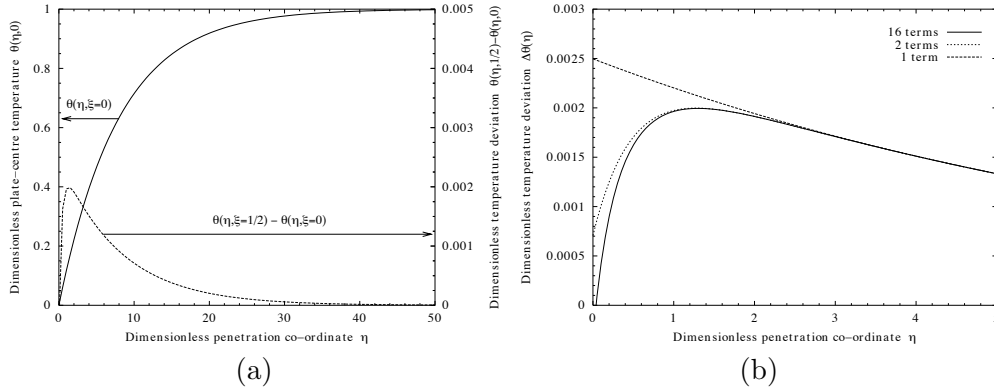 Dimensionless plate−centre temperature θ(η,0)
1
0.8
0.6
0.4
0.2
0
θ(η,ξ=0)
θ(η,ξ=1/2) − θ(η,ξ=0)
0.005
0.004
0.003
0.002
0.001
0
Dimensionless temperature deviation θ(η,1/2)−θ(η,0)
0 10 20 30 40 50
Dimensionless penetration co−ordinate η
(a)
Dimensionless temperature deviation Δθ(η)
0.003
0.0025
0.002
0.0015
0.001
0.0005
0
16 terms
2 terms
1 term
0 1 2 3 4
Dimensionless penetration co−ordinate η
(b)